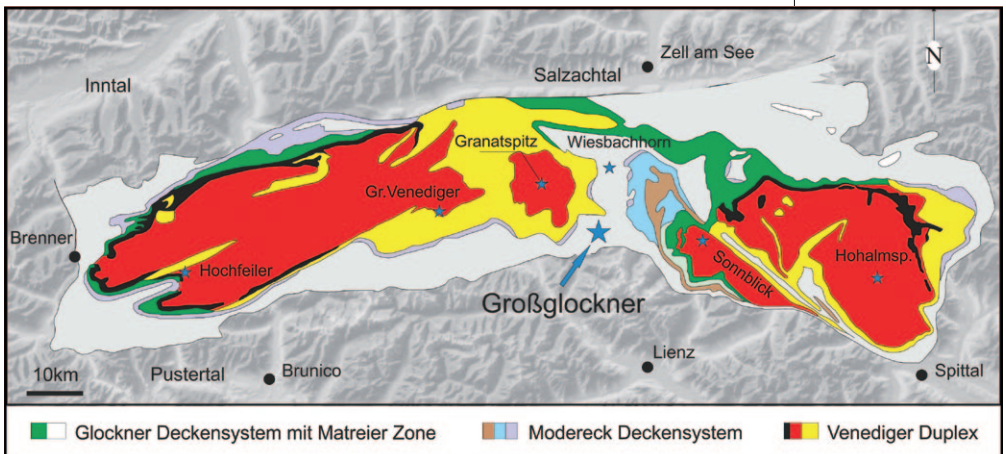 Zell am See
N
Inntal
Salzachtal
Granatspitz
Wiesbachhorn
Gr.Venediger
Brenner
Hochfeiler
Sonnblick
Hohalmsp.
Großglockner
Lienz
10km
Pustertal
Brunico
Spittal
Glockner Deckensystem mit Matreier Zone
Modereck Deckensystem
Venediger Duplex